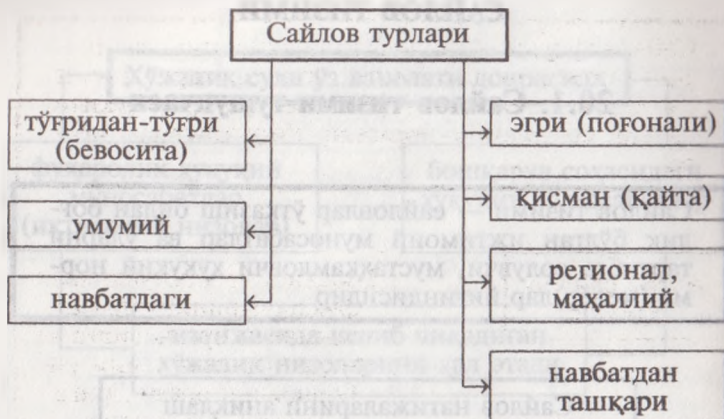 Сайлов турлари
тўғридан-тўғри
(бевосита)
умумий
навбатдаги
эгри (поғонали)
қисман (қайта)
регионал,
маҳаллий
навбатдан
ташқари